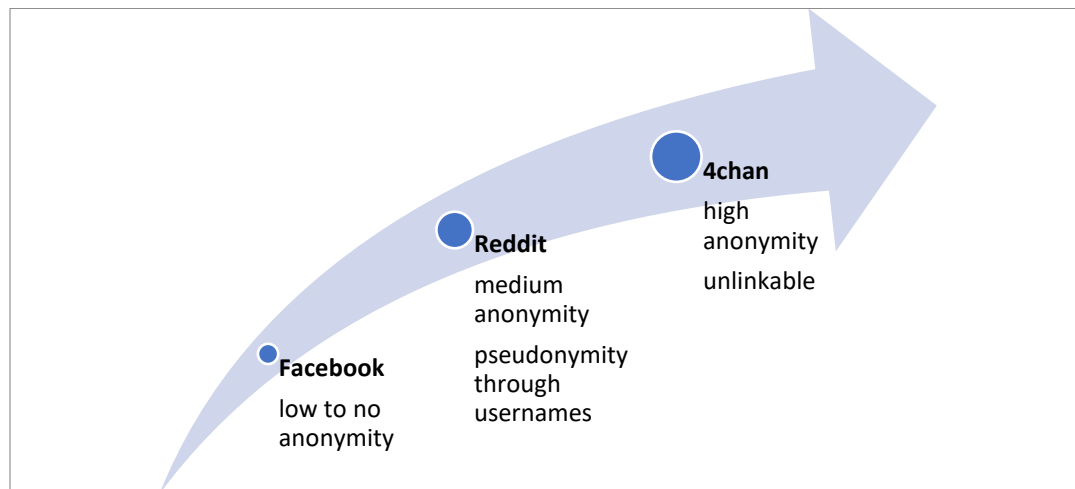 Facebook
low to no
anonymity
Reddit
medium
anonymity
pseudonymity
through
usernames
4chan
high
anonymity
unlinkable